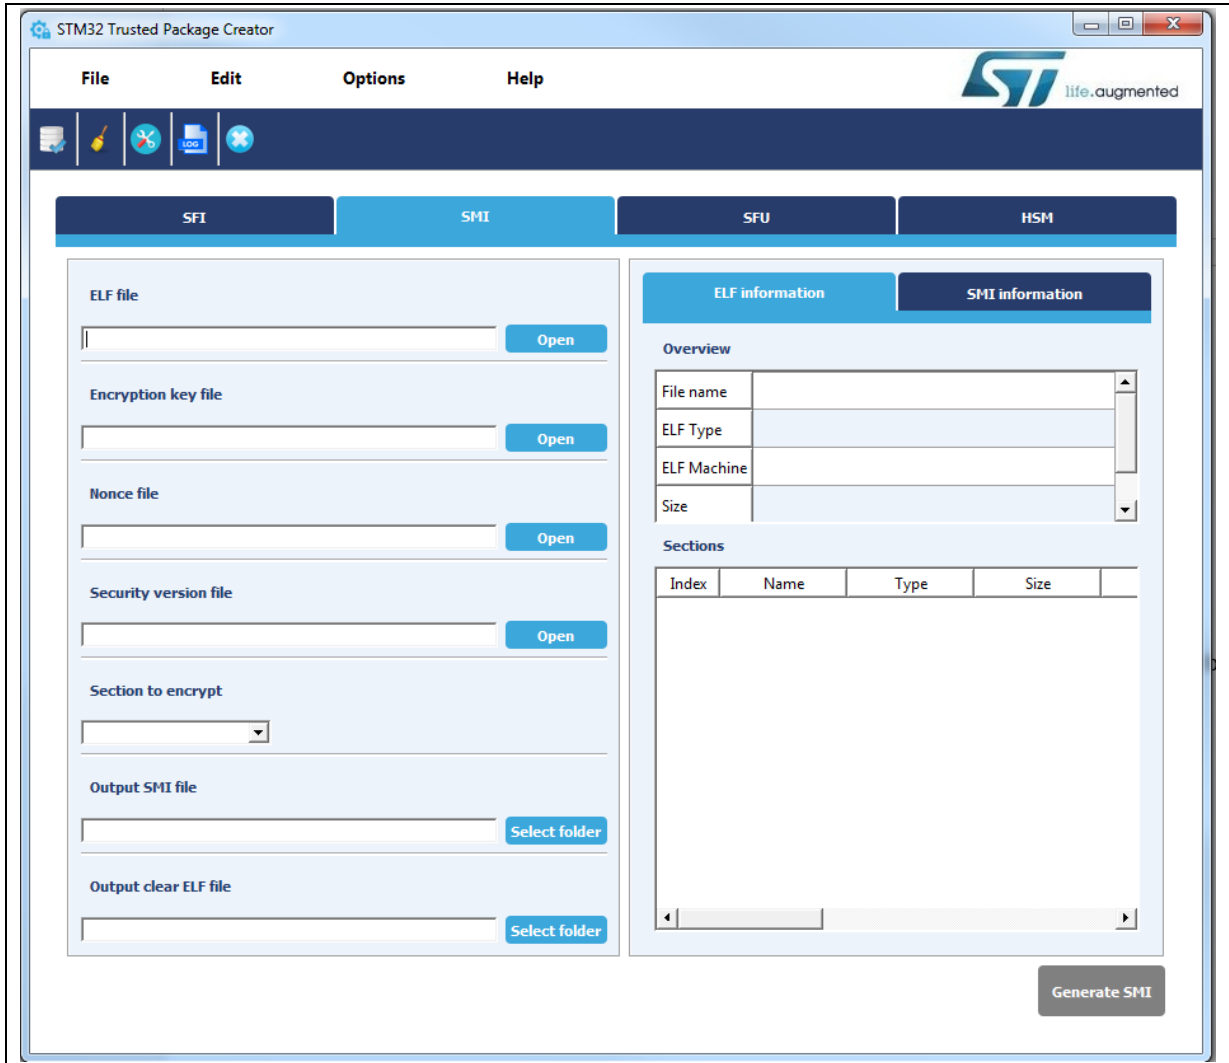 STM32 Trusted Package Creator
File Edit Options Help
ST life.augmented
LOG
SFI SMI SFU HSM
ELF file
Open
Encryption key file
Open
Nonce file
Open
Security version file
Open
Section to encrypt
Output SMI file
Select folder
Output clear ELF file
Select folder
ELF information SMI information
Overview
File name
ELF Type
ELF Machine
Size
Sections
Index Name Type Size
Generate SMI